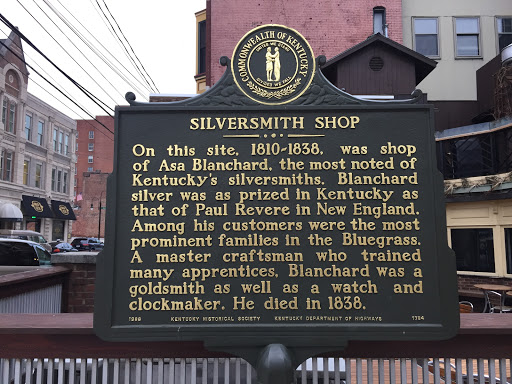 COMMONWEALTH OF KENTUCKY
UNITED WE STAND
DIVIDED WE FALL
SILVERSMITH SHOP
On this site, 1810-1838, was shop
of Asa Blanchard, the most noted of
Kentucky's silversmiths. Blanchard
silver was as prized in Kentucky as
that of Paul Revere in New England.
Among his customers were the most
prominent families in the Bluegrass.
A master craftsman who trained
many apprentices, Blanchard was a
goldsmith as well as a watch and
clockmaker. He died in 1838.
KENTUCKY HISTORICAL SOCIETY KENTUCKY DEPARTMENT OF HIGHWAYS